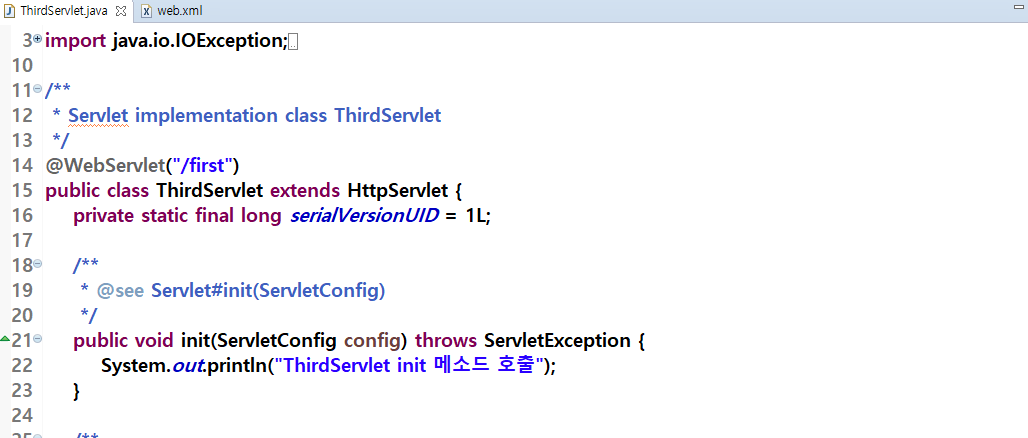 ThirdServlet.java web.xml
3 import java.io.IOException;
10
11 /**
12 * Servlet implementation class ThirdServlet
13 */
14 @WebServlet("/first")
15 public class ThirdServlet extends HttpServlet {
16 private static final long serialVersionUID = 1L;
17
18 /**
19 * @see Servlet#init(ServletConfig)
20 */
21 public void init(ServletConfig config) throws ServletException {
22 System.out.println("ThirdServlet init 메소드 호출");
23 }
24
25 /**